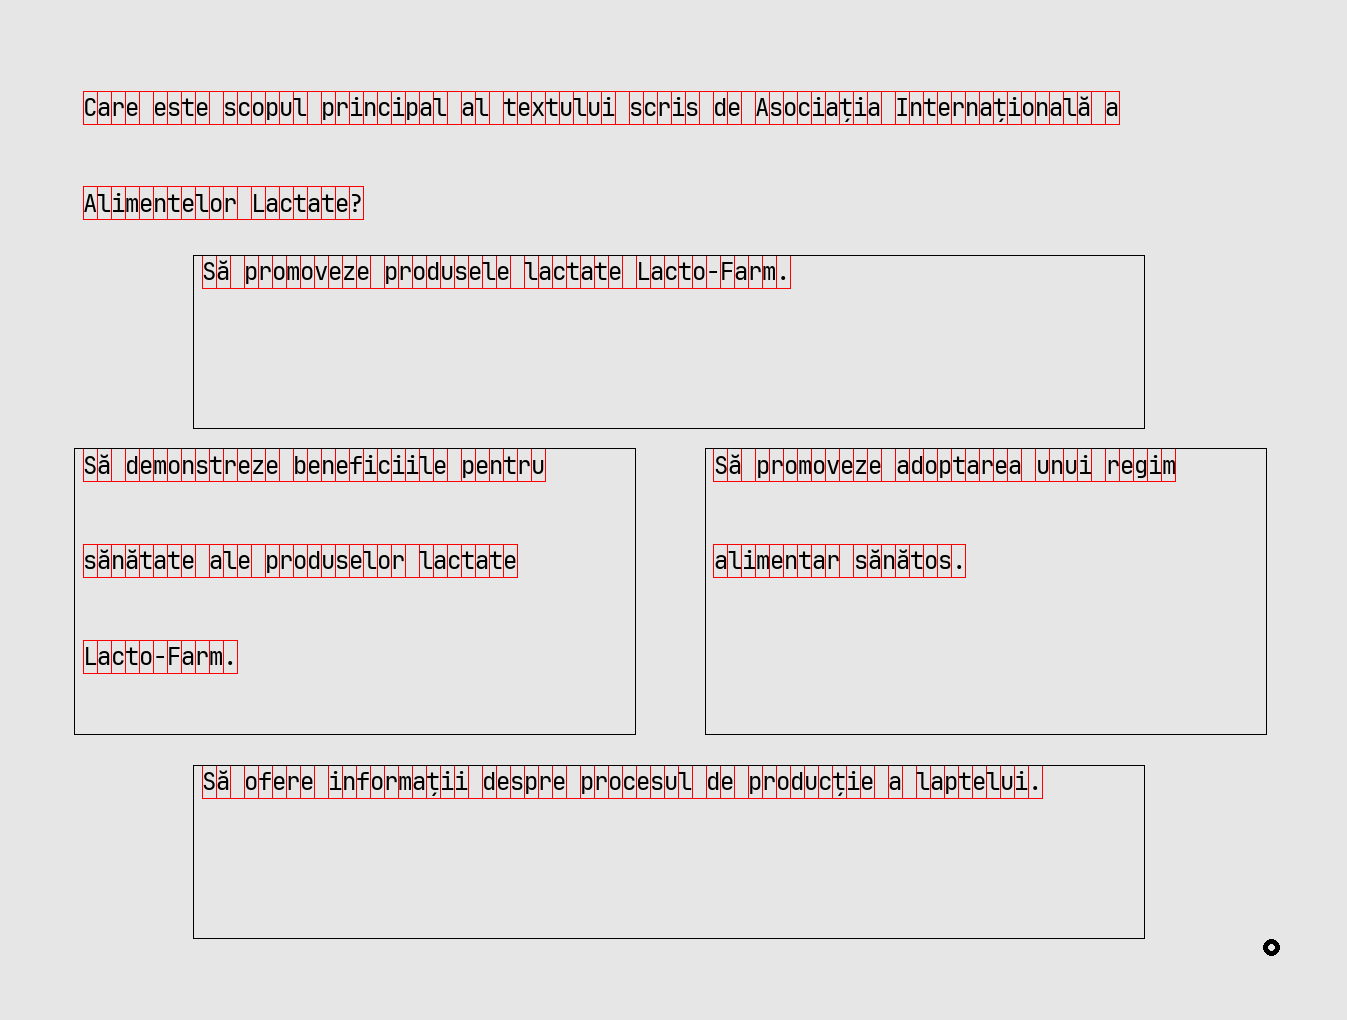 Care este scopul principal al textului scris de Asociația Internațională a
Alimentelor Lactate?
Să promoveze produsele lactate Lacto-Farm.
Să demonstreze beneficiile pentru
sănătate ale produselor lactate
Lacto-Farm.
Să promoveze adoptarea unui regim
alimentar sănătos.
Să ofere informații despre procesul de producție a laptelui.